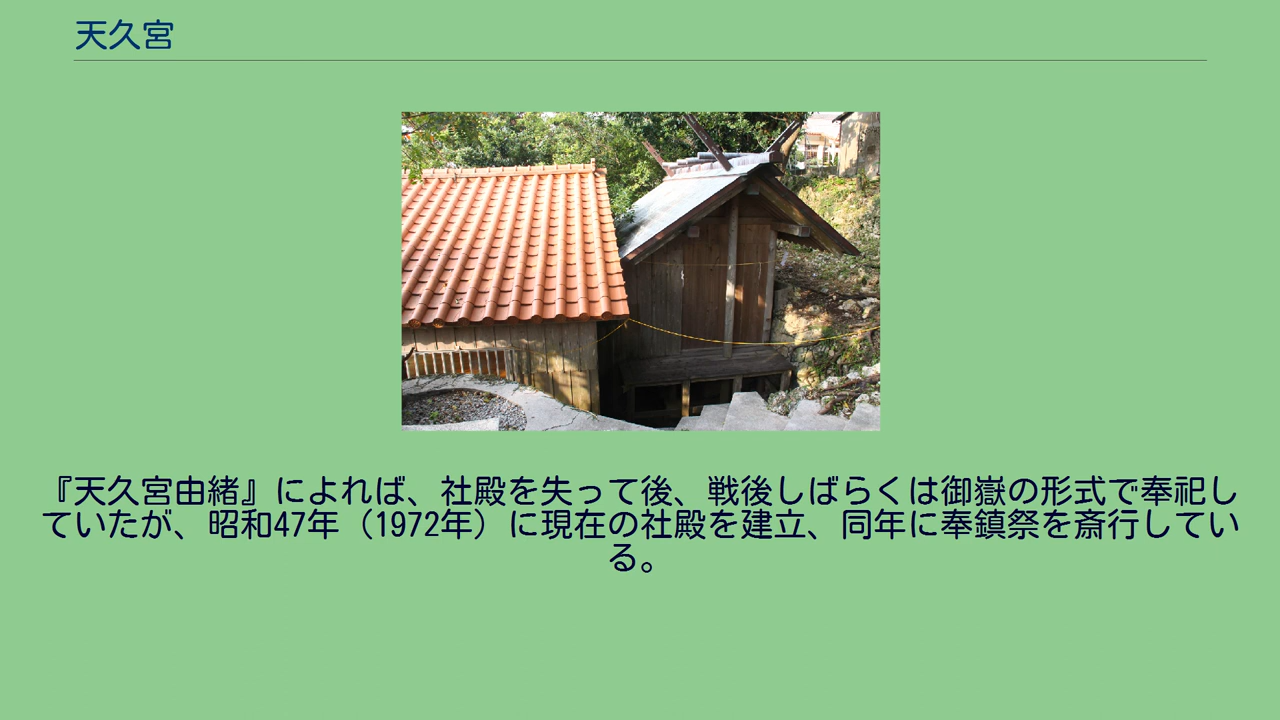 天久宮
『天久宮由緒』によれば、社殿を失って後、戦後しばらくは御嶽の形式で奉祀し
ていたが、昭和47年（1972年）に現在の社殿を建立、同年に奉鎮祭を斎行してい
る。